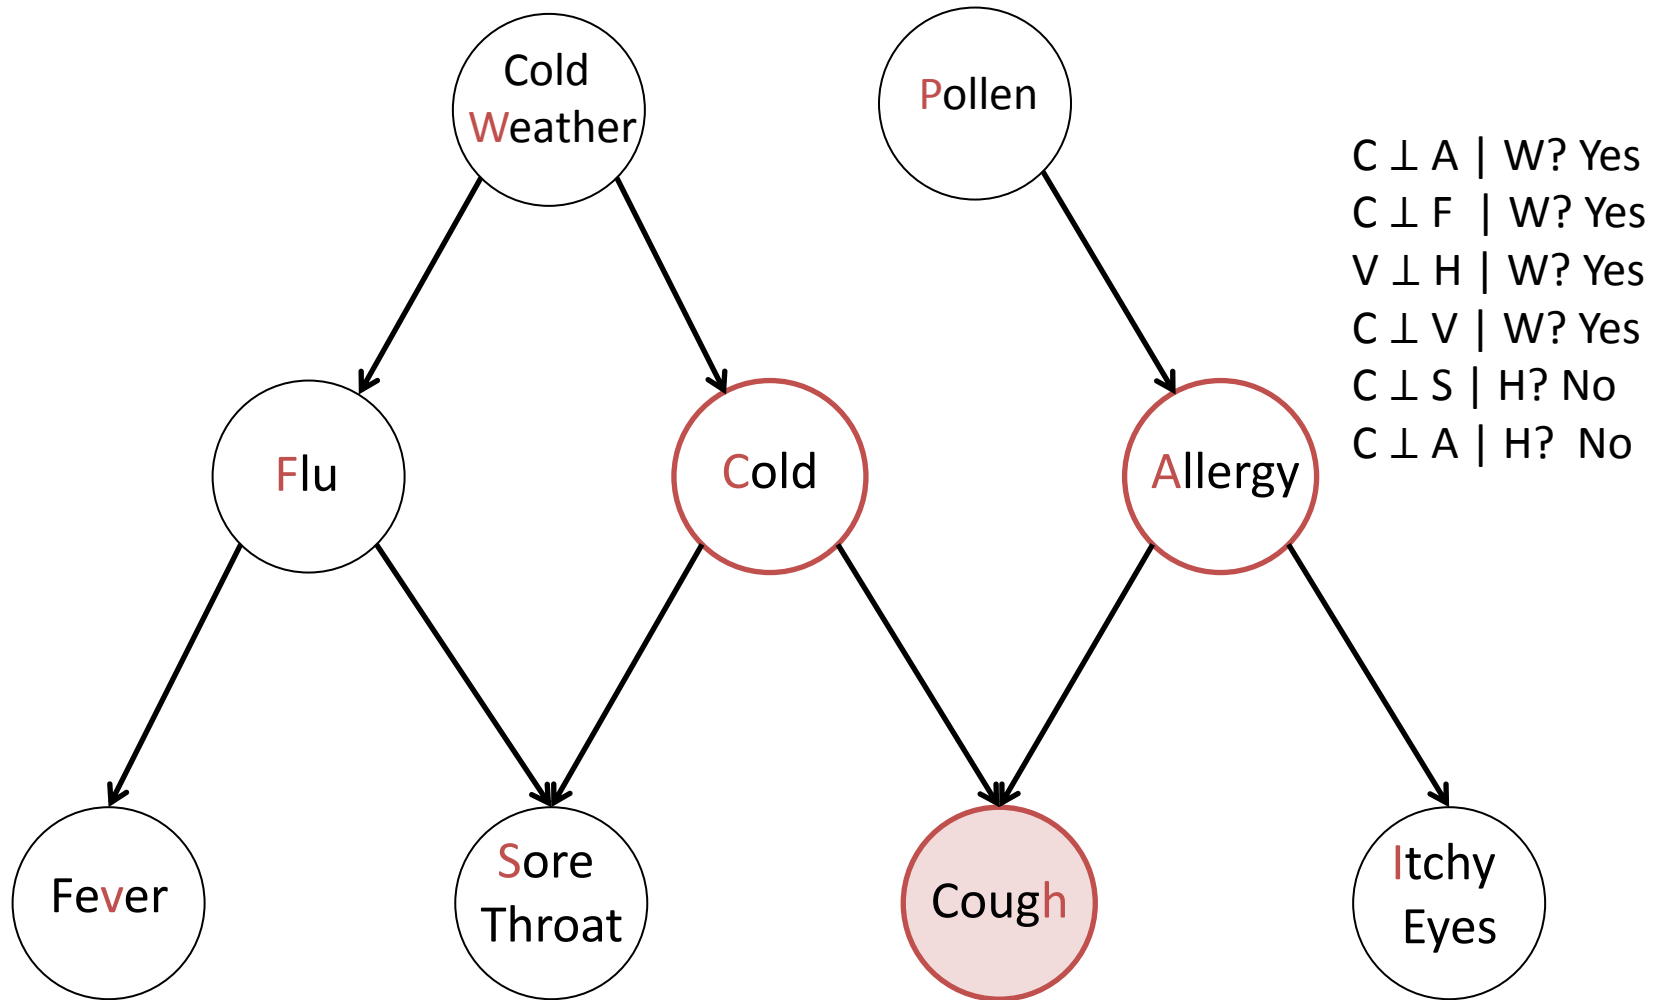 Cold
Weather
Pollen
C ⊥ A | W? Yes
C ⊥ F | W? Yes
V ⊥ H | W? Yes
C ⊥ V | W? Yes
C ⊥ S | H? No
C ⊥ A | H? No
Flu
Cold
Allergy
Fever
Sore
Throat
Cough
Itchy
Eyes